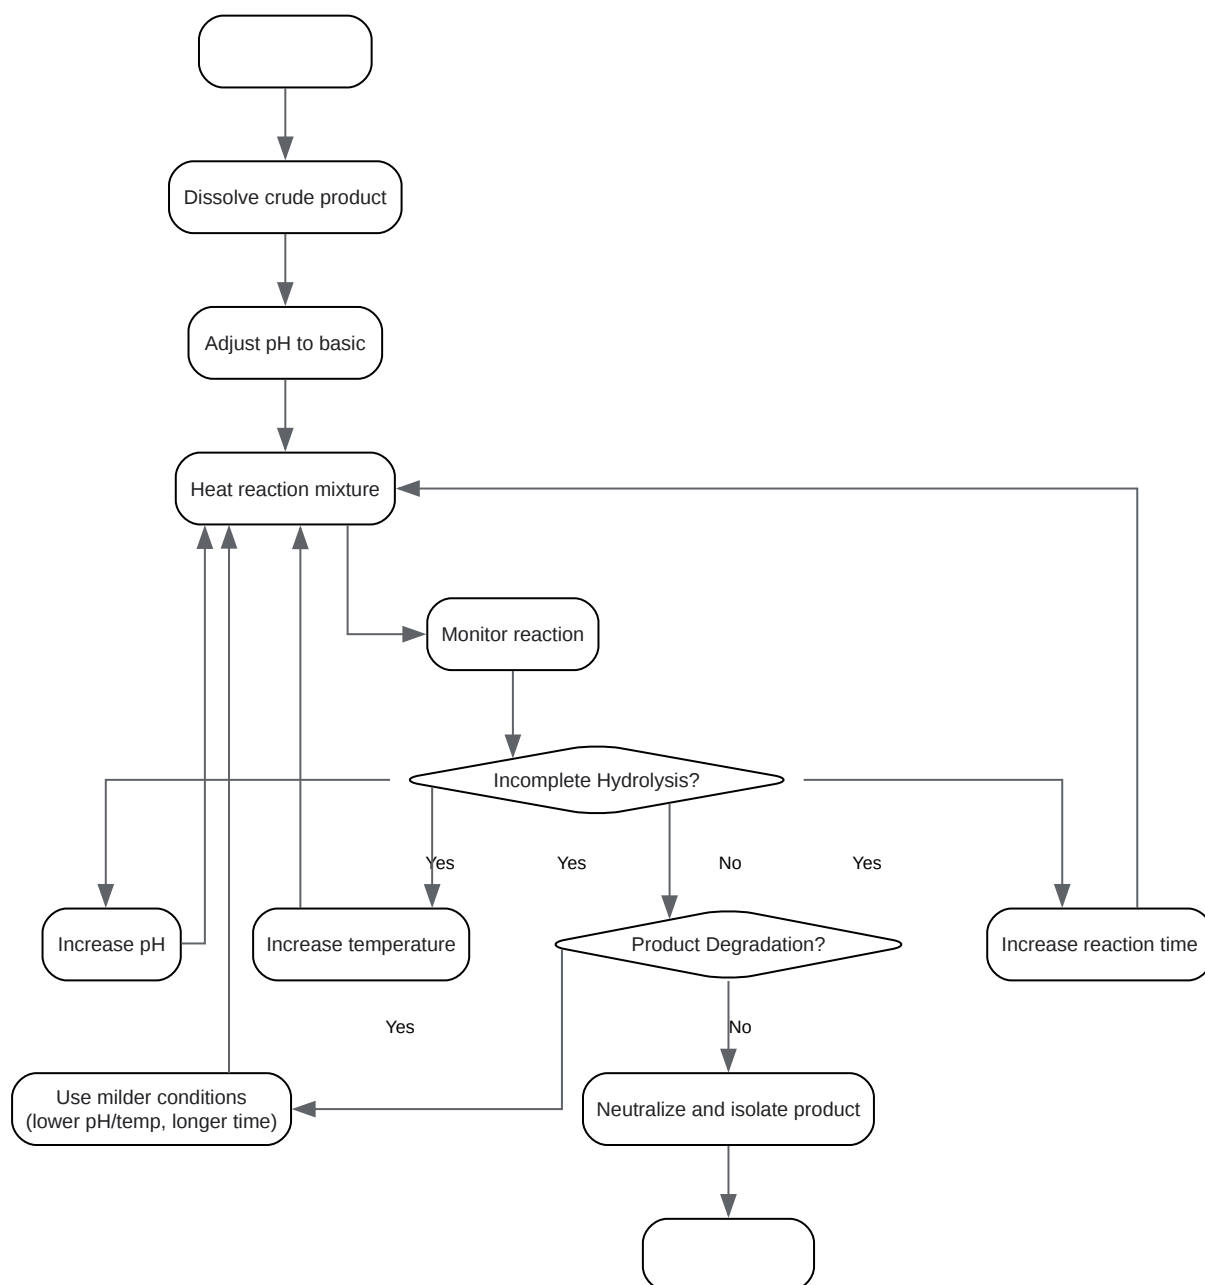 Dissolve crude product
Adjust pH to basic
Heat reaction mixture
Monitor reaction
Incomplete Hydrolysis?
Yes
Yes
No
Yes
Increase pH
Increase temperature
Product Degradation?
Increase reaction time
Yes
No
Use milder conditions
(lower pH/temp, longer time)
Neutralize and isolate product